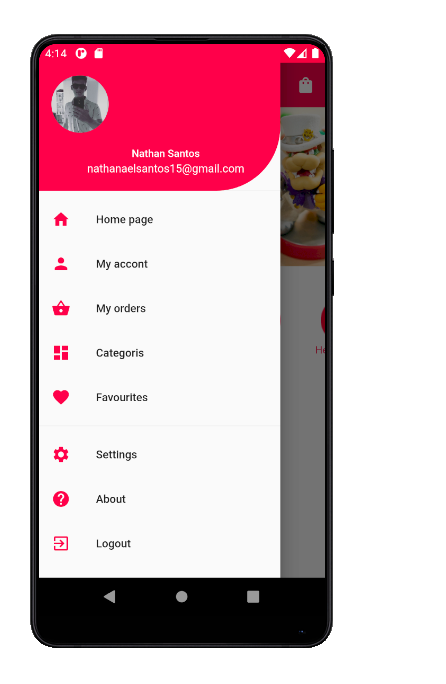 4:14
Nathan Santos
nathanaelsantos15@gmail.com
Home page
My accont
My orders
Categoris
Favourites
He
Settings
About
Logout